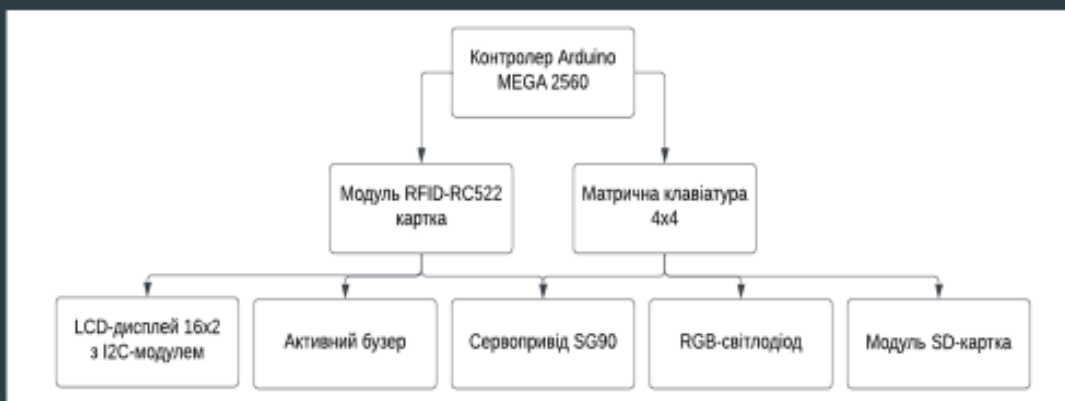 Контролер Arduino
MEGA 2560
Модуль RFID-RC522
картка
Матрична клавіатура
4x4
LCD-дисплей 16x2
з I2C-модулем
Активний бузер
Сервопривід SG90
RGB-світлодіод
Модуль SD-картка